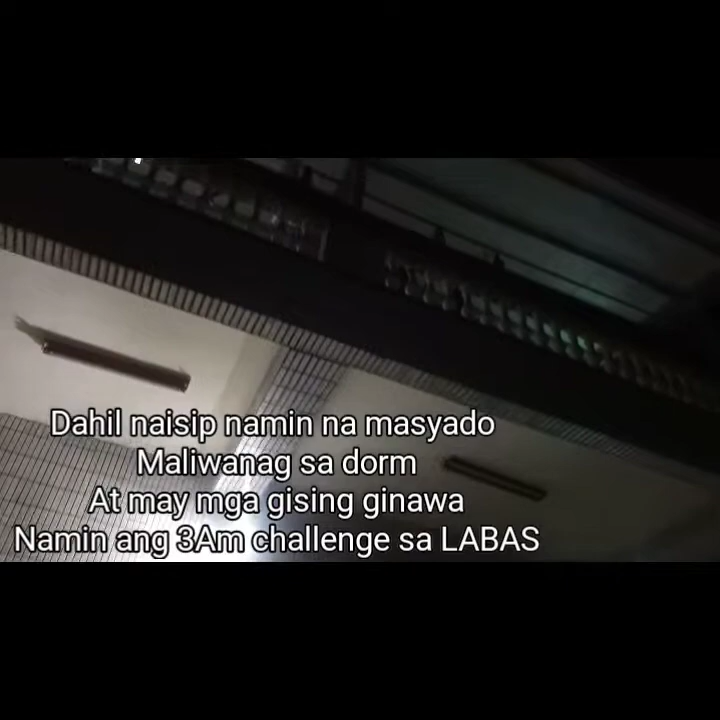 Dahil naisip namin na masyado
Maliwanag sa dorm
At may mga gising ginawa
Namin ang 3Am challenge sa LABAS